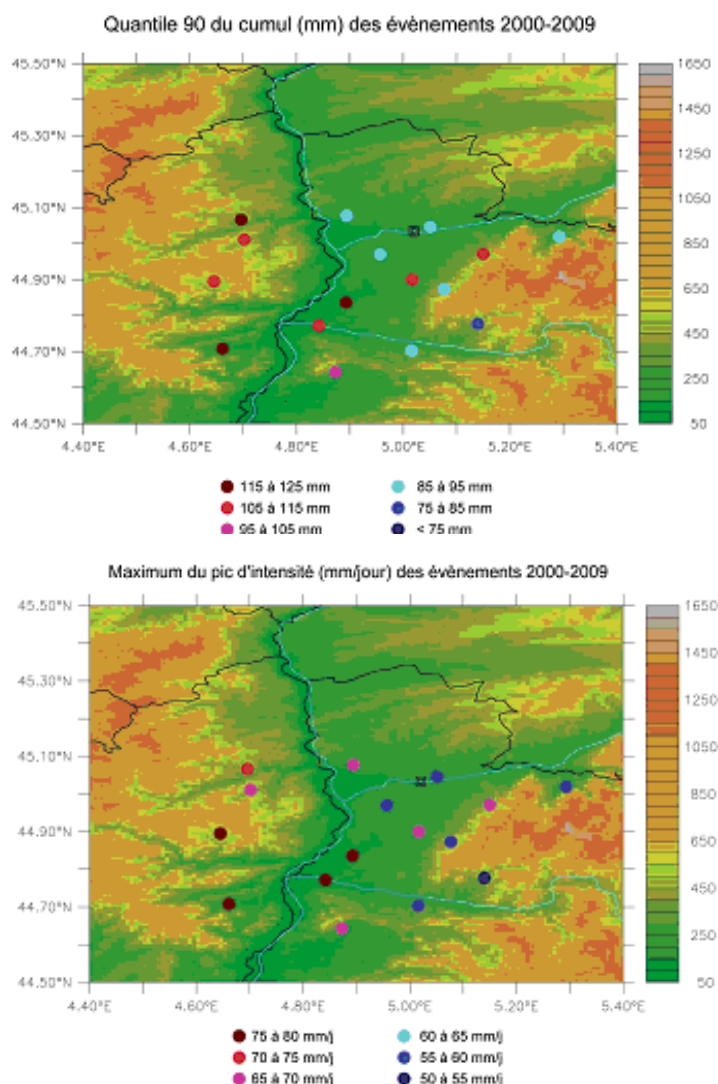 Quantile 90 du cumul (mm) des évènements 2000-2009
45.50°N
45.30°N
45.10°N
44.90°N
44.70°N
44.50°N
4.40°E 4.60°E 4.80°E 5.00°E 5.20°E 5.40°E
1650
1450
1250
1050
850
650
450
250
50
115 à 125 mm 85 à 95 mm
105 à 115 mm 75 à 85 mm
95 à 105 mm < 75 mm
Maximum du pic d'intensité (mm/jour) des évènements 2000-2009
45.50°N
45.30°N
45.10°N
44.90°N
44.70°N
44.50°N
4.40°E 4.60°E 4.80°E 5.00°E 5.20°E 5.40°E
1650
1450
1250
1050
850
650
450
250
50
75 à 80 mm/j 60 à 65 mm/j
70 à 75 mm/j 55 à 60 mm/j
65 à 70 mm/j 50 à 55 mm/j